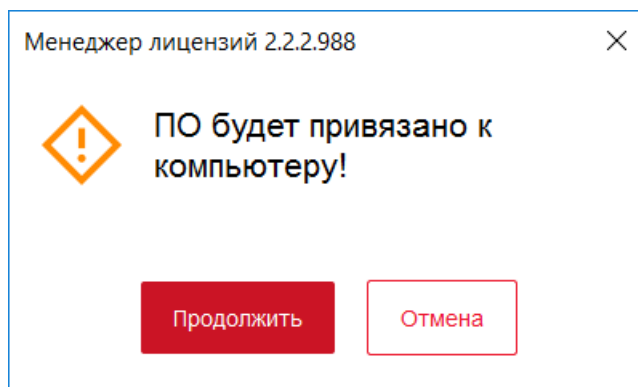 Менеджер лицензий 2.2.2.988
ПО будет привязано к
компьютеру!
Продолжить
Отмена